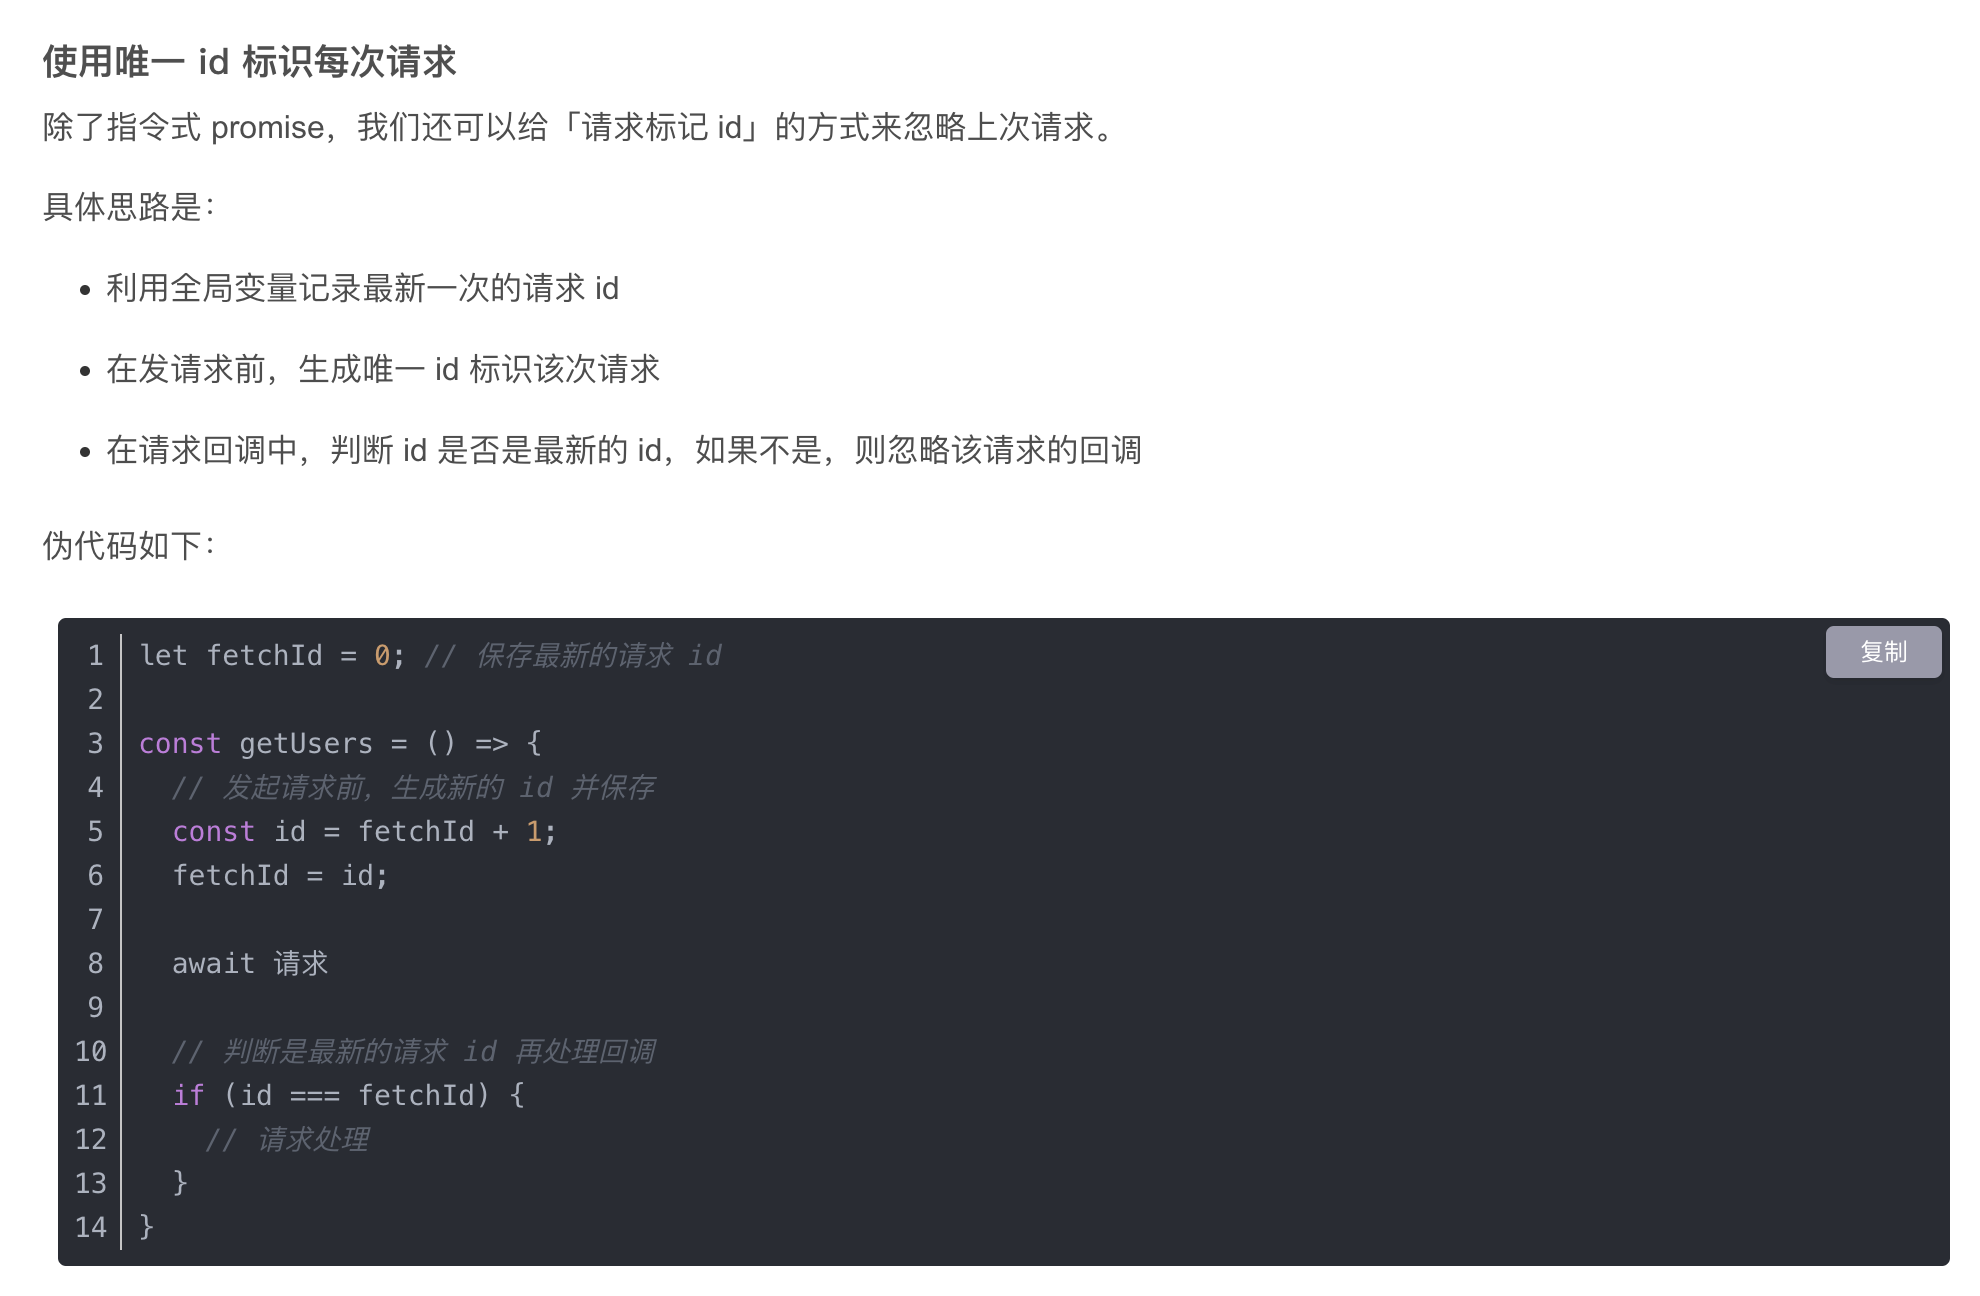 使用唯一 id 标识每次请求
除了指令式 promise，我们还可以给「请求标记 id」的方式来忽略上次请求。
具体思路是：
• 利用全局变量记录最新一次的请求 id
• 在发请求前，生成唯一 id 标识该次请求
• 在请求回调中，判断 id 是否是最新的 id，如果不是，则忽略该请求的回调
伪代码如下：
复制
1 let fetchId = 0; // 保存最新的请求 id
2
3 const getUsers = () => {
4   // 发起请求前，生成新的 id 并保存
5   const id = fetchId + 1;
6   fetchId = id;
7
8   await 请求
9
10   // 判断是最新的请求 id 再处理回调
11   if (id === fetchId) {
12     // 请求处理
13   }
14 }